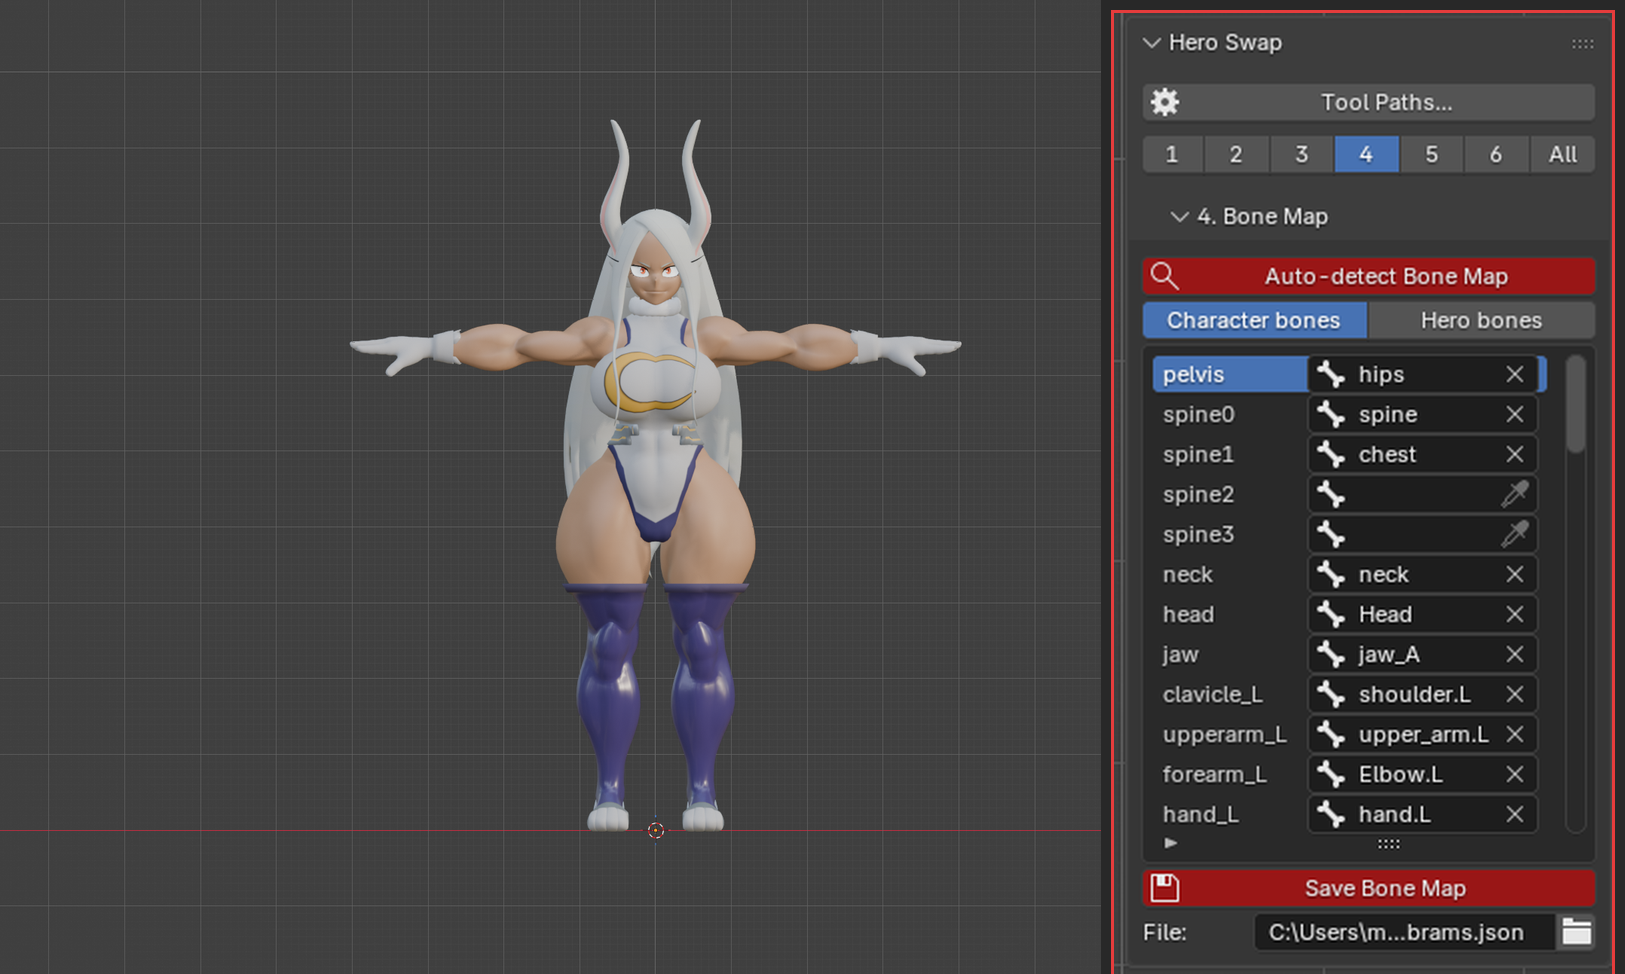 Hero Swap
Tool Paths...
1 2 3 4 5 6 All
4. Bone Map
Auto-detect Bone Map
Character bones Hero bones
pelvis hips
spine0 spine
spine1 chest
spine2
spine3
neck neck
head Head
jaw jaw_A
clavicle_L shoulder.L
upperarm_L upper_arm.L
forearm_L Elbow.L
hand_L hand.L
Save Bone Map
File: C:\Users\m...brams.json